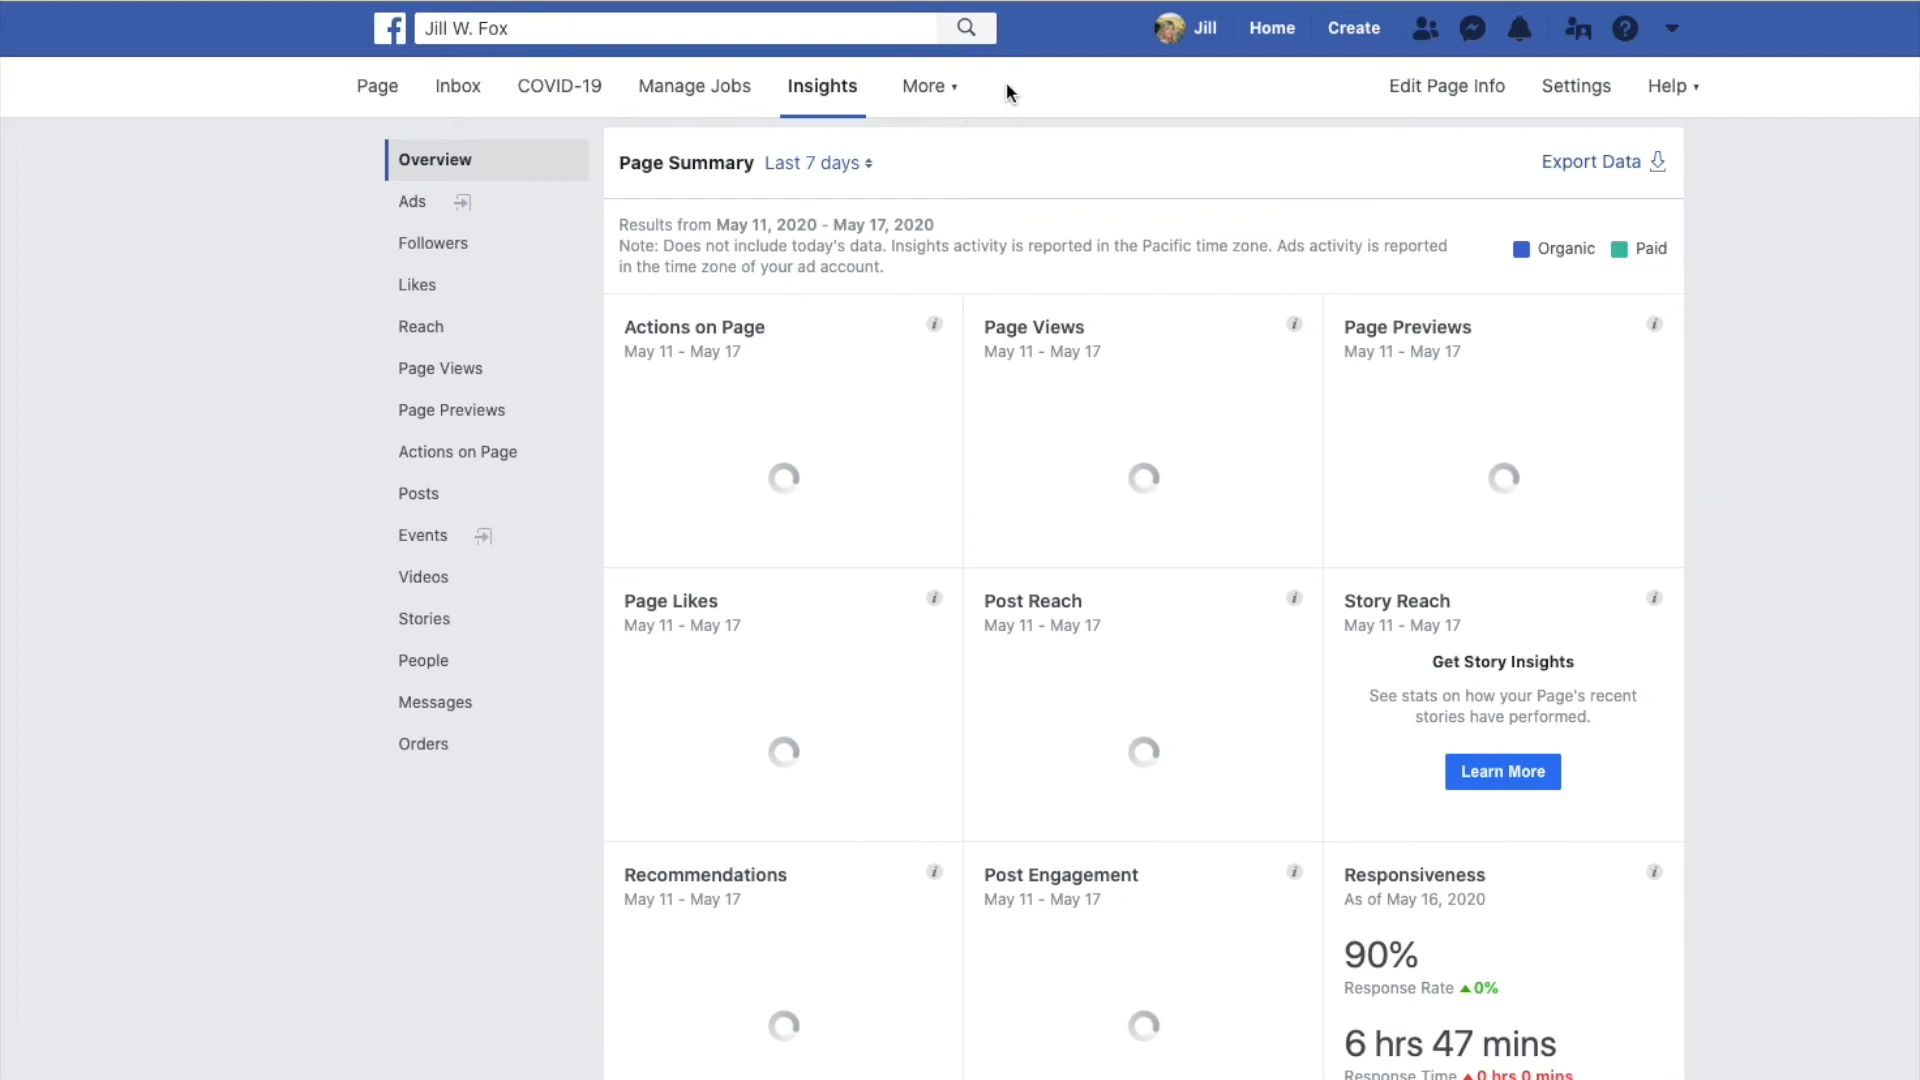 Jill W. Fox
Jill Home Create
Page Inbox COVID-19 Manage Jobs Insights More Edit Page Info Settings Help
Overview
Ads
Followers
Likes
Reach
Page Views
Page Previews
Actions on Page
Posts
Events
Videos
Stories
People
Messages
Orders
Page Summary Last 7 days Export Data
Results from May 11, 2020 - May 17, 2020
Note: Does not include today's data. Insights activity is reported in the Pacific time zone. Ads activity is reported
in the time zone of your ad account.
Organic Paid
Actions on Page
May 11 - May 17
Page Views
May 11 - May 17
Page Previews
May 11 - May 17
Page Likes
May 11 - May 17
Post Reach
May 11 - May 17
Story Reach
May 11 - May 17
Get Story Insights
See stats on how your Page's recent
stories have performed.
Learn More
Recommendations
May 11 - May 17
Post Engagement
May 11 - May 17
Responsiveness
As of May 16, 2020
90%
Response Rate 0%
6 hrs 47 mins
Response Time 0 hrs 0 mins